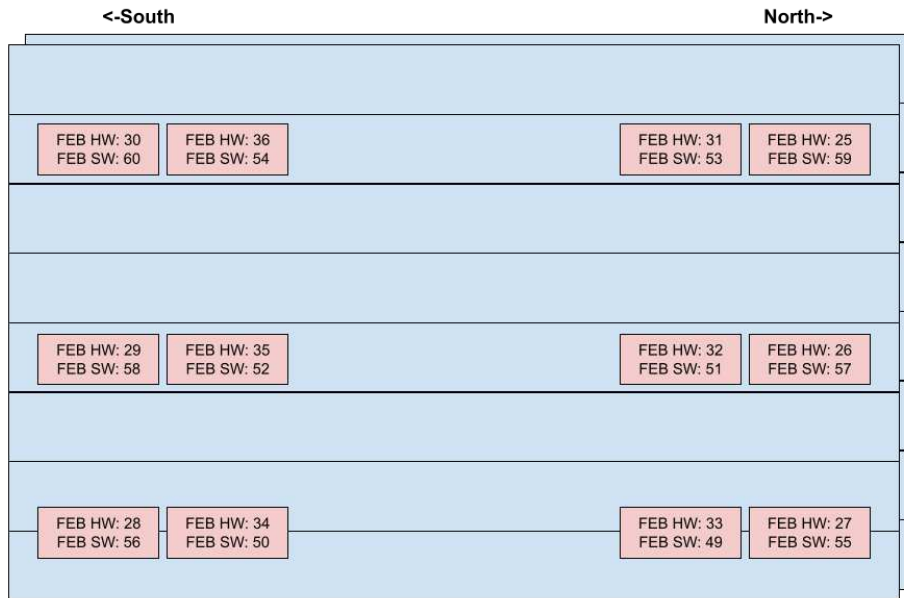 <-South
North->
FEB HW: 30
FEB SW: 60
FEB HW: 36
FEB SW: 54
FEB HW: 31
FEB SW: 53
FEB HW: 25
FEB SW: 59
FEB HW: 29
FEB SW: 58
FEB HW: 35
FEB SW: 52
FEB HW: 32
FEB SW: 51
FEB HW: 26
FEB SW: 57
FEB HW: 28
FEB SW: 56
FEB HW: 34
FEB SW: 50
FEB HW: 33
FEB SW: 49
FEB HW: 27
FEB SW: 55